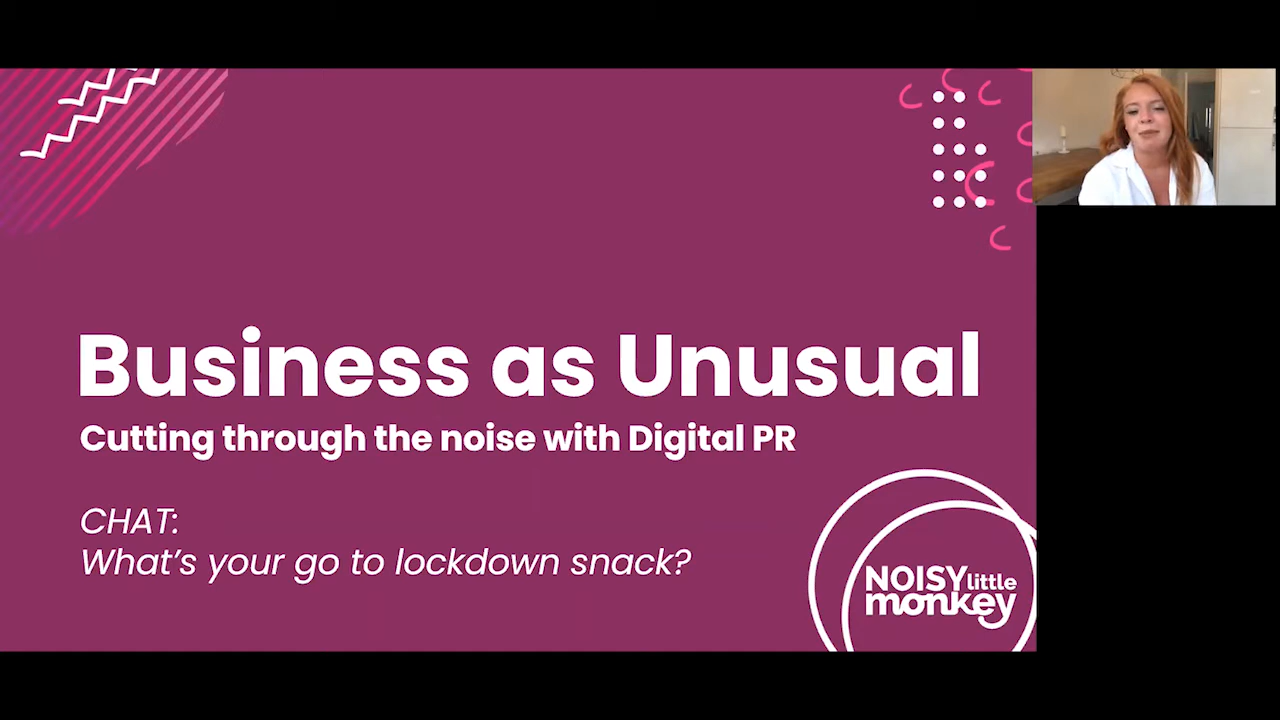 Business as Unusual
Cutting through the noise with Digital PR
CHAT:
What's your go to lockdown snack?
NOISY little
monkey